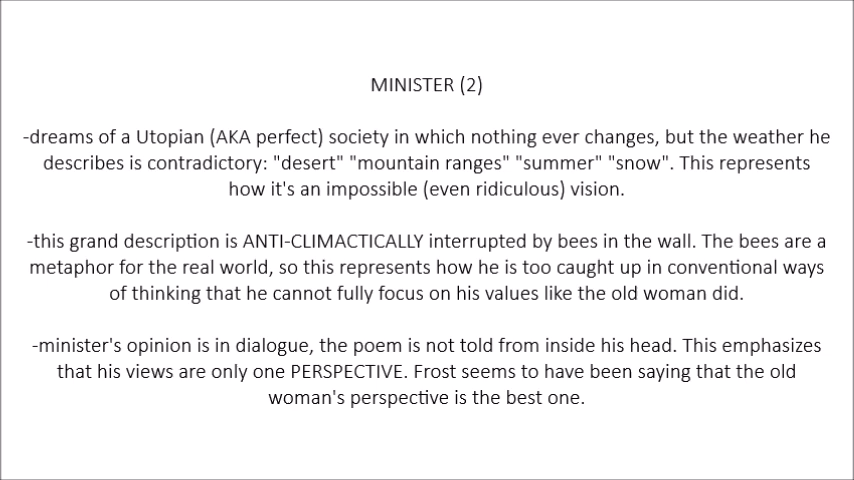 MINISTER (2)
-dreams of a Utopian (AKA perfect) society in which nothing ever changes, but the weather he
describes is contradictory: "desert" "mountain ranges" "summer" "snow". This represents
how it's an impossible (even ridiculous) vision.
-this grand description is ANTI-CLIMACTICALLY interrupted by bees in the wall. The bees are a
metaphor for the real world, so this represents how he is too caught up in conventional ways
of thinking that he cannot fully focus on his values like the old woman did.
-minister's opinion is in dialogue, the poem is not told from inside his head. This emphasizes
that his views are only one PERSPECTIVE. Frost seems to have been saying that the old
woman's perspective is the best one.